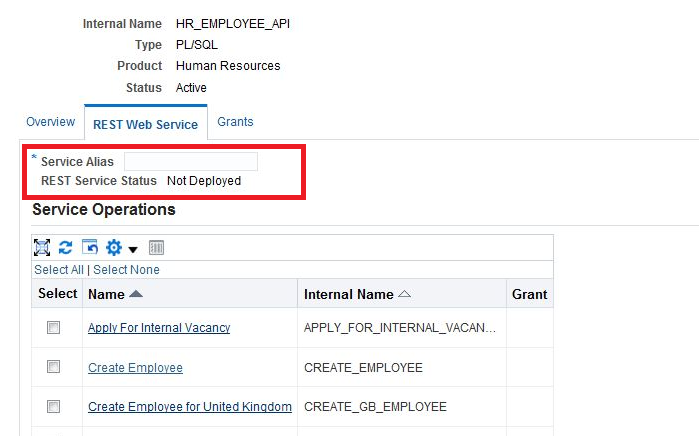 Internal Name HR_EMPLOYEE_API
Type PL/SQL
Product Human Resources
Status Active
Overview REST Web Service Grants
* Service Alias
REST Service Status Not Deployed
Service Operations
Select All | Select None
Select Name Internal Name Grant
Apply For Internal Vacancy APPLY_FOR_INTERNAL_VACAN...
Create Employee CREATE_EMPLOYEE
Create Employee for United Kingdom CREATE_GB_EMPLOYEE